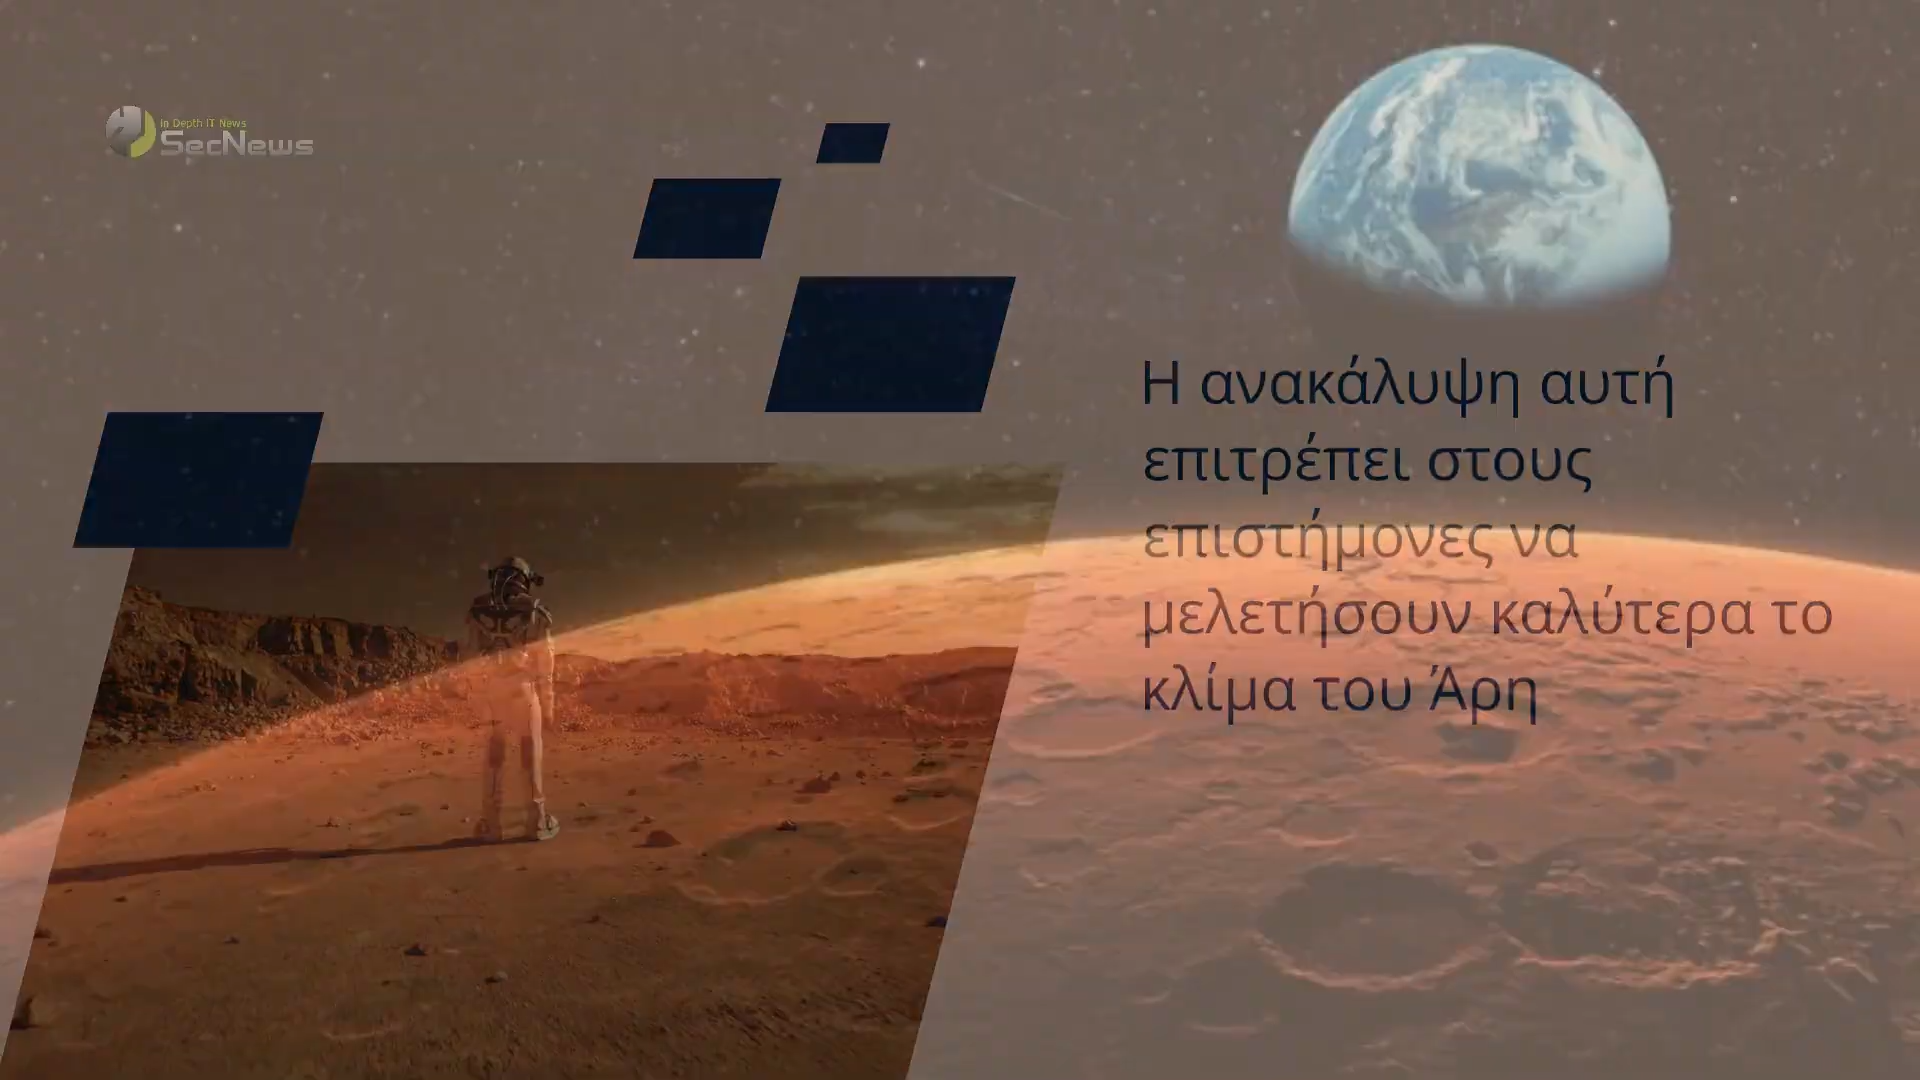 In Depth IT News
SecNews
Η ανακάλυψη αυτή
επιτρέπει στους
επιστήμονες να
μελετήσουν καλύτερα το
κλίμα του Άρη